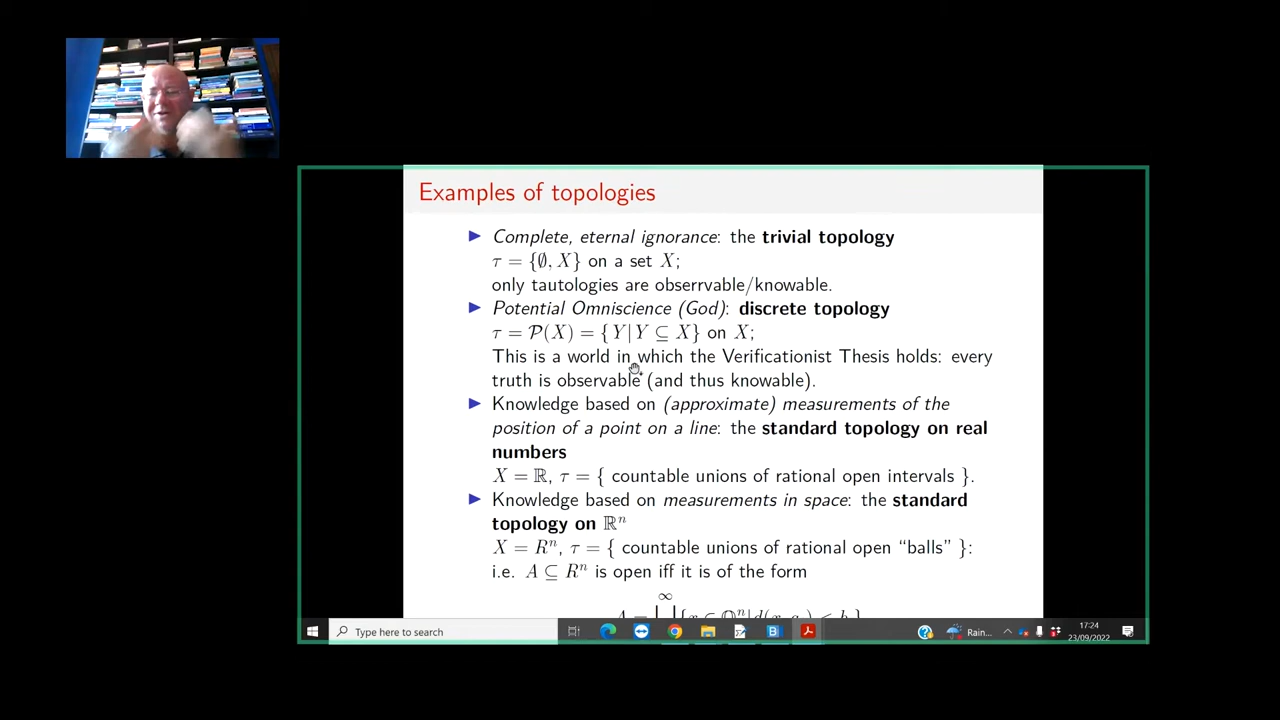 Examples of topologies
▶ Complete, eternal ignorance: the trivial topology
τ = {∅, X} on a set X;
only tautologies are obserrvable/knowable.
▶ Potential Omniscience (God): discrete topology
τ = P(X) = {Y|Y ⊆ X} on X;
This is a world in which the Verificationist Thesis holds: every
truth is observable (and thus knowable).
▶ Knowledge based on (approximate) measurements of the
position of a point on a line: the standard topology on real
numbers
X = ℝ, τ = { countable unions of rational open intervals }.
▶ Knowledge based on measurements in space: the standard
topology on ℝⁿ
X = Rⁿ, τ = { countable unions of rational open “balls” }:
i.e. A ⊆ Rⁿ is open iff it is of the form
∞
Type here to search
Rain...
17:24
23/09/2022